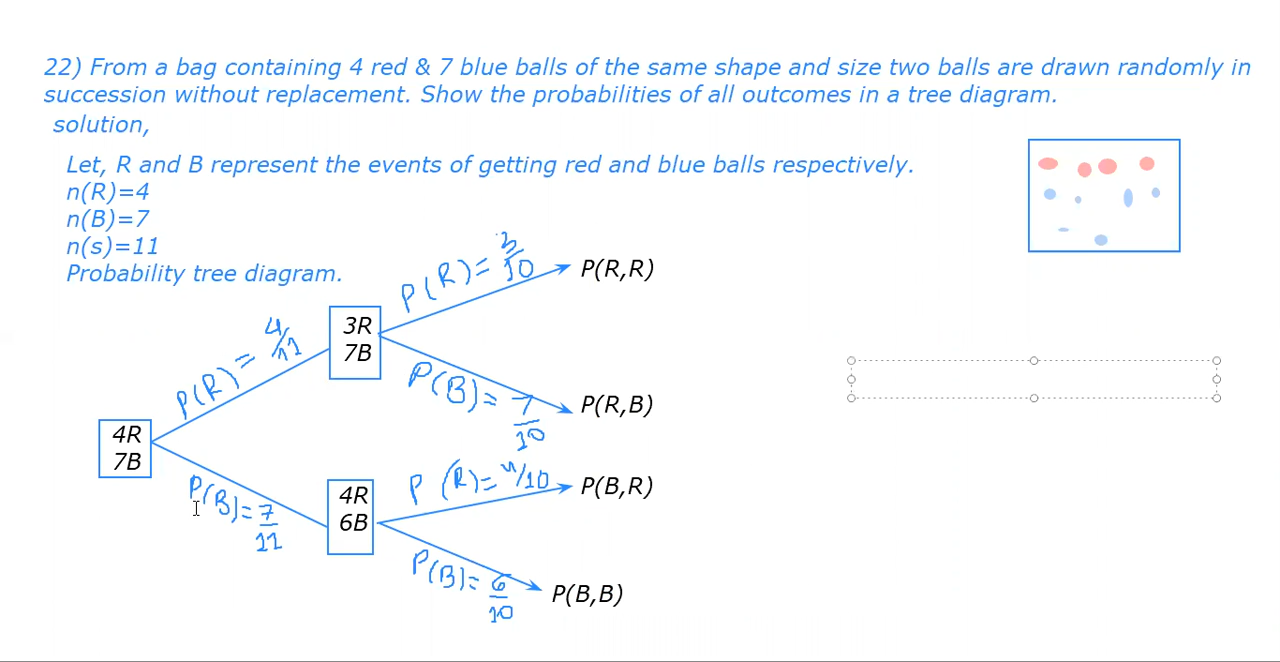 22) From a bag containing 4 red & 7 blue balls of the same shape and size two balls are drawn randomly in
succession without replacement. Show the probabilities of all outcomes in a tree diagram.
solution,
Let, R and B represent the events of getting red and blue balls respectively.
n(R)=4
n(B)=7
n(s)=11
Probability tree diagram.
P(R)=3/10
P(R,R)
P(R)=4/11
3R
7B
P(B)=7/10
P(R,B)
4R
7B
P(B)=7/11
4R
6B
P(R)=4/10
P(B,R)
P(B)=6/10
P(B,B)